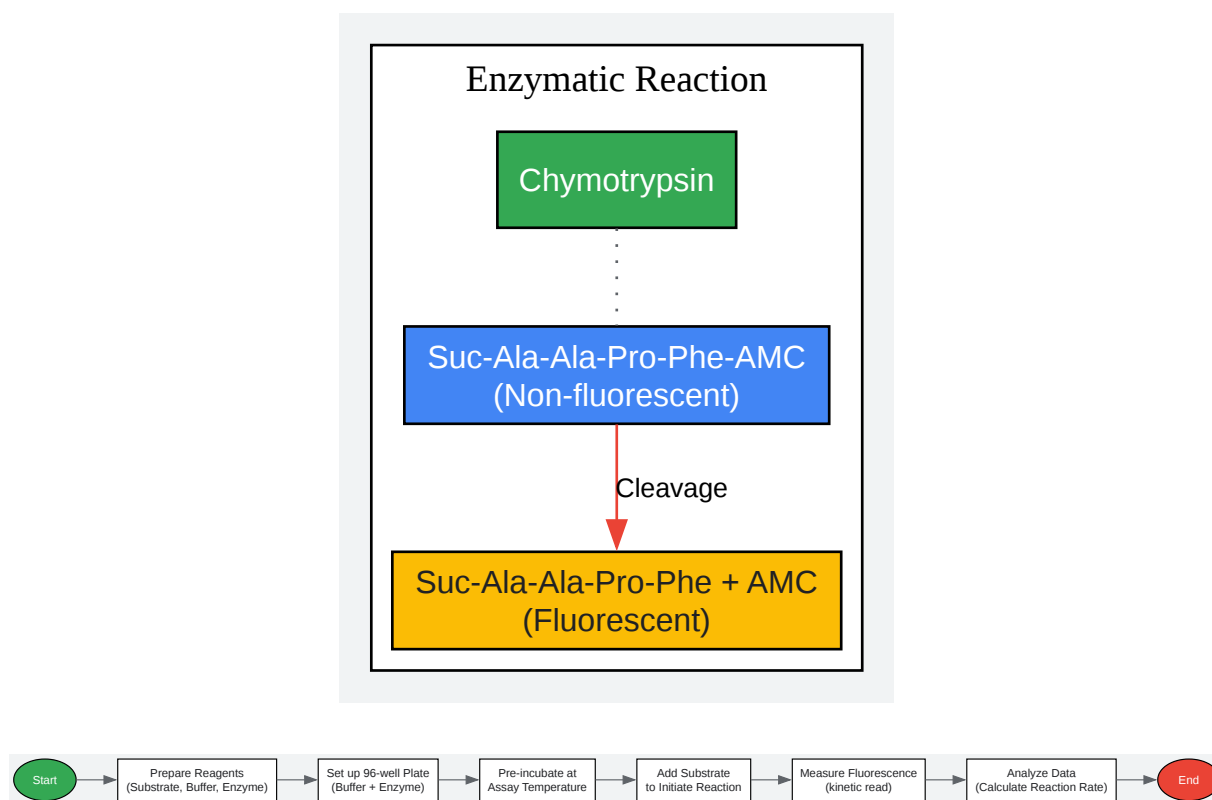 Enzymatic Reaction
Chymotrypsin
Suc-Ala-Ala-Pro-Phe-AMC
(Non-fluorescent)
Cleavage
Suc-Ala-Ala-Pro-Phe + AMC
(Fluorescent)
Start
Prepare Reagents
(Substrate, Buffer, Enzyme)
Set up 96-well Plate
(Buffer + Enzyme)
Pre-incubate at
Assay Temperature
Add Substrate
to Initiate Reaction
Measure Fluorescence
(kinetic read)
Analyze Data
(Calculate Reaction Rate)
End